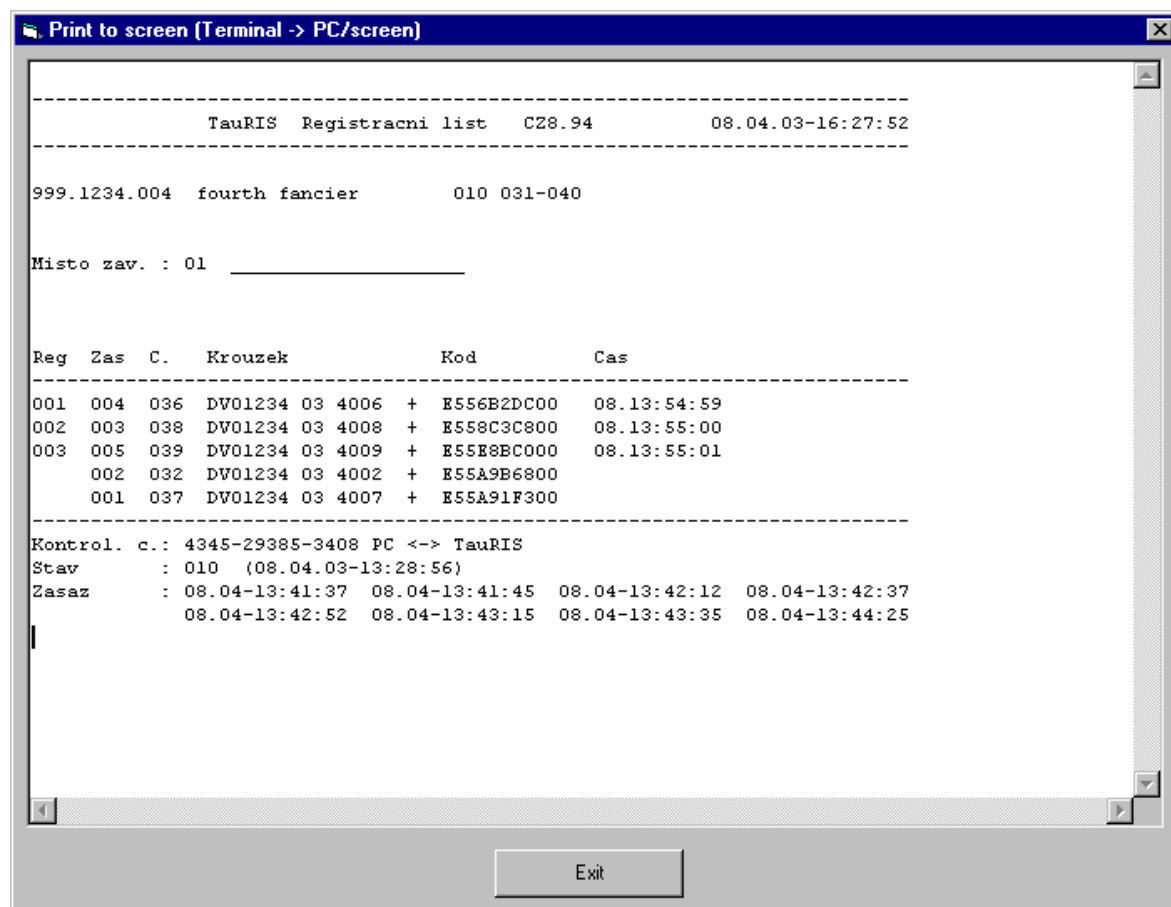 Print to screen (Terminal -> PC/screen)
TauRIS Registracni list CZ8.94 08.04.03-16:27:52
999.1234.004 fourth fancier 010 031-040
Misto zav. : 01 ____________________
Reg Zas C. Krouzek Kod Cas
001 004 036 DV01234 03 4006 + E556B2DC00 08.13:54:59
002 003 038 DV01234 03 4008 + E558C3C800 08.13:55:00
003 005 039 DV01234 03 4009 + E55E8BC000 08.13:55:01
002 032 DV01234 03 4002 + E55A9B6800
001 037 DV01234 03 4007 + E55A91F300
Kontrol. c.: 4345-29385-3408 PC <-> TauRIS
Stav : 010 (08.04.03-13:28:56)
Zasaz : 08.04-13:41:37 08.04-13:41:45 08.04-13:42:12 08.04-13:42:37
08.04-13:42:52 08.04-13:43:15 08.04-13:43:35 08.04-13:44:25
Exit